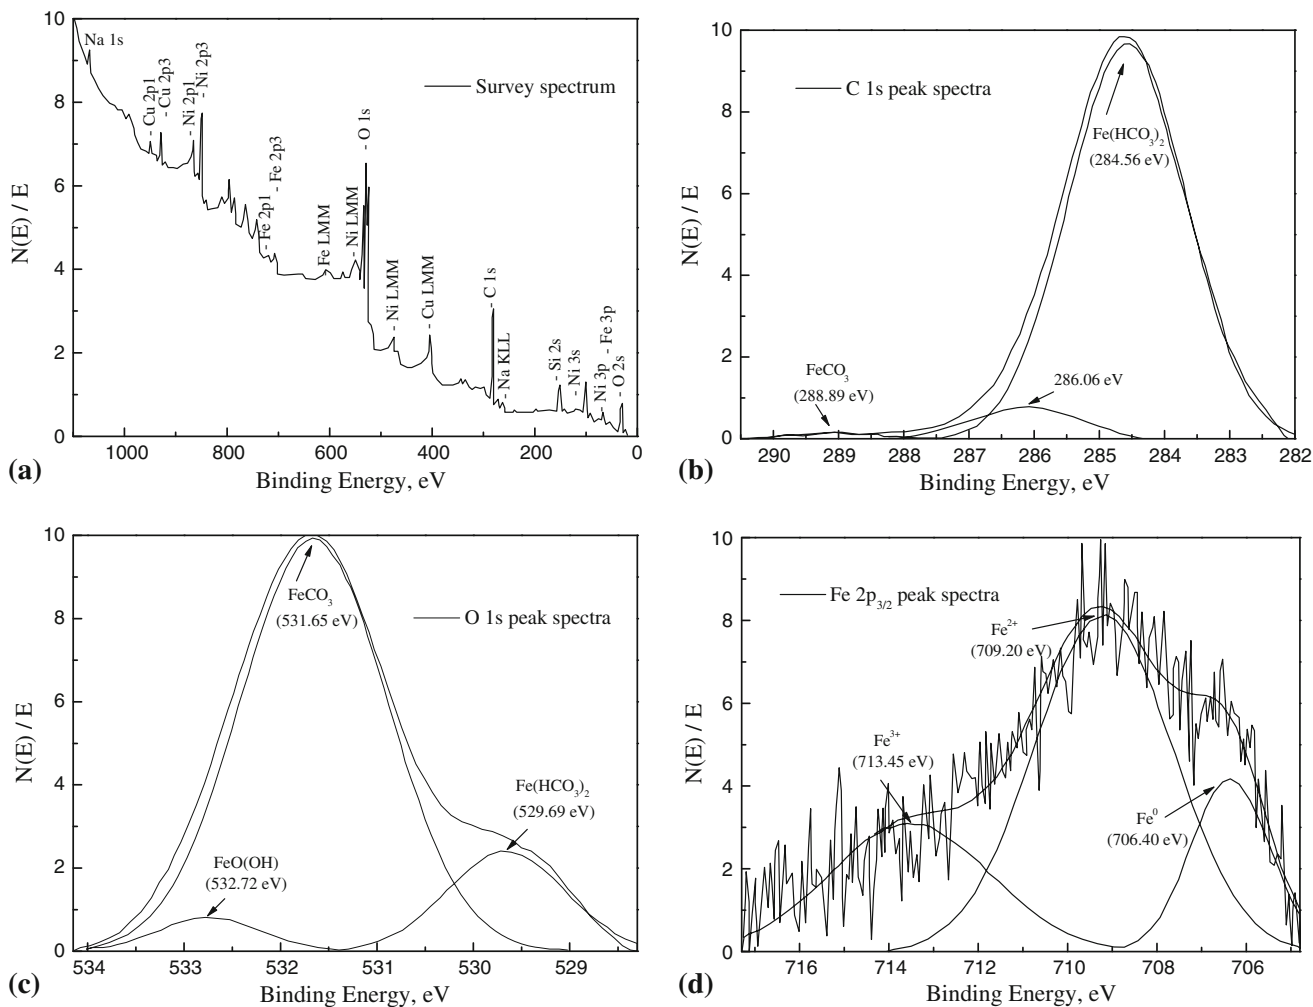 10
8
6
4
2
0
N(E) / E
Na 1s
Cu 2p1
Cu 2p3
Ni 2p1
Ni 2p3
Fe 2p1
Fe 2p3
Fe LMM
Ni LMM
O 1s
Ni LMM
Cu LMM
C 1s
Na KLL
Si 2s
Ni 3s
Ni 3p
Fe 3p
O 2s
Survey spectrum
1000 800 600 400 200 0
Binding Energy, eV
(a)
10
8
6
4
2
0
N(E) / E
C 1s peak spectra
Fe(HCO₃)₂
(284.56 eV)
FeCO₃
(288.89 eV)
286.06 eV
290 289 288 287 286 285 284 283 282
Binding Energy, eV
(b)
10
8
6
4
2
0
N(E) / E
FeCO₃
(531.65 eV)
O 1s peak spectra
Fe(HCO₃)₂
(529.69 eV)
FeO(OH)
(532.72 eV)
534 533 532 531 530 529
Binding Energy, eV
(c)
10
8
6
4
2
0
N(E) / E
Fe 2p₃/₂ peak spectra
Fe²⁺
(709.20 eV)
Fe³⁺
(713.45 eV)
Fe⁰
(706.40 eV)
716 714 712 710 708 706
Binding Energy, eV
(d)